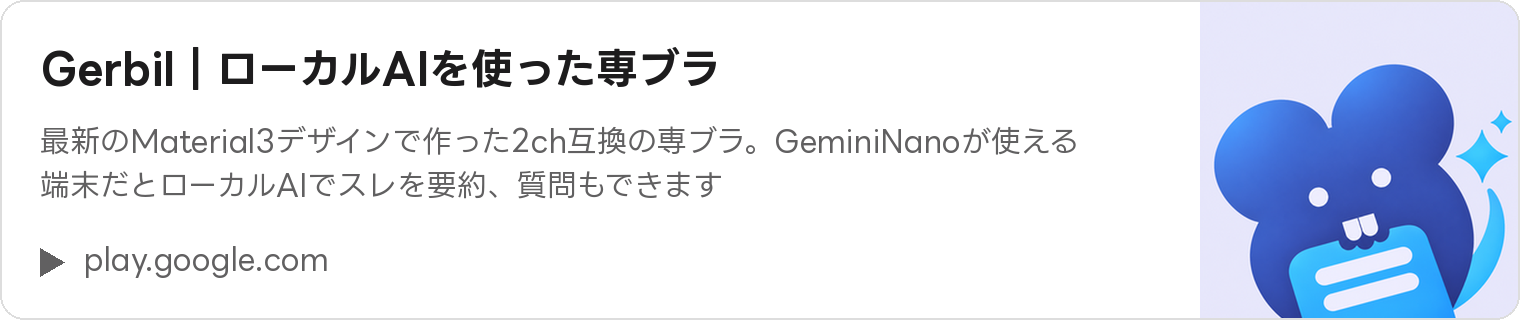 Gerbil | ローカルAIを使った専ブラ
最新のMaterial3デザインで作った2ch互換の専ブラ。GeminiNanoが使える
端末だとローカルAIでスレを要約、質問もできます
play.google.com